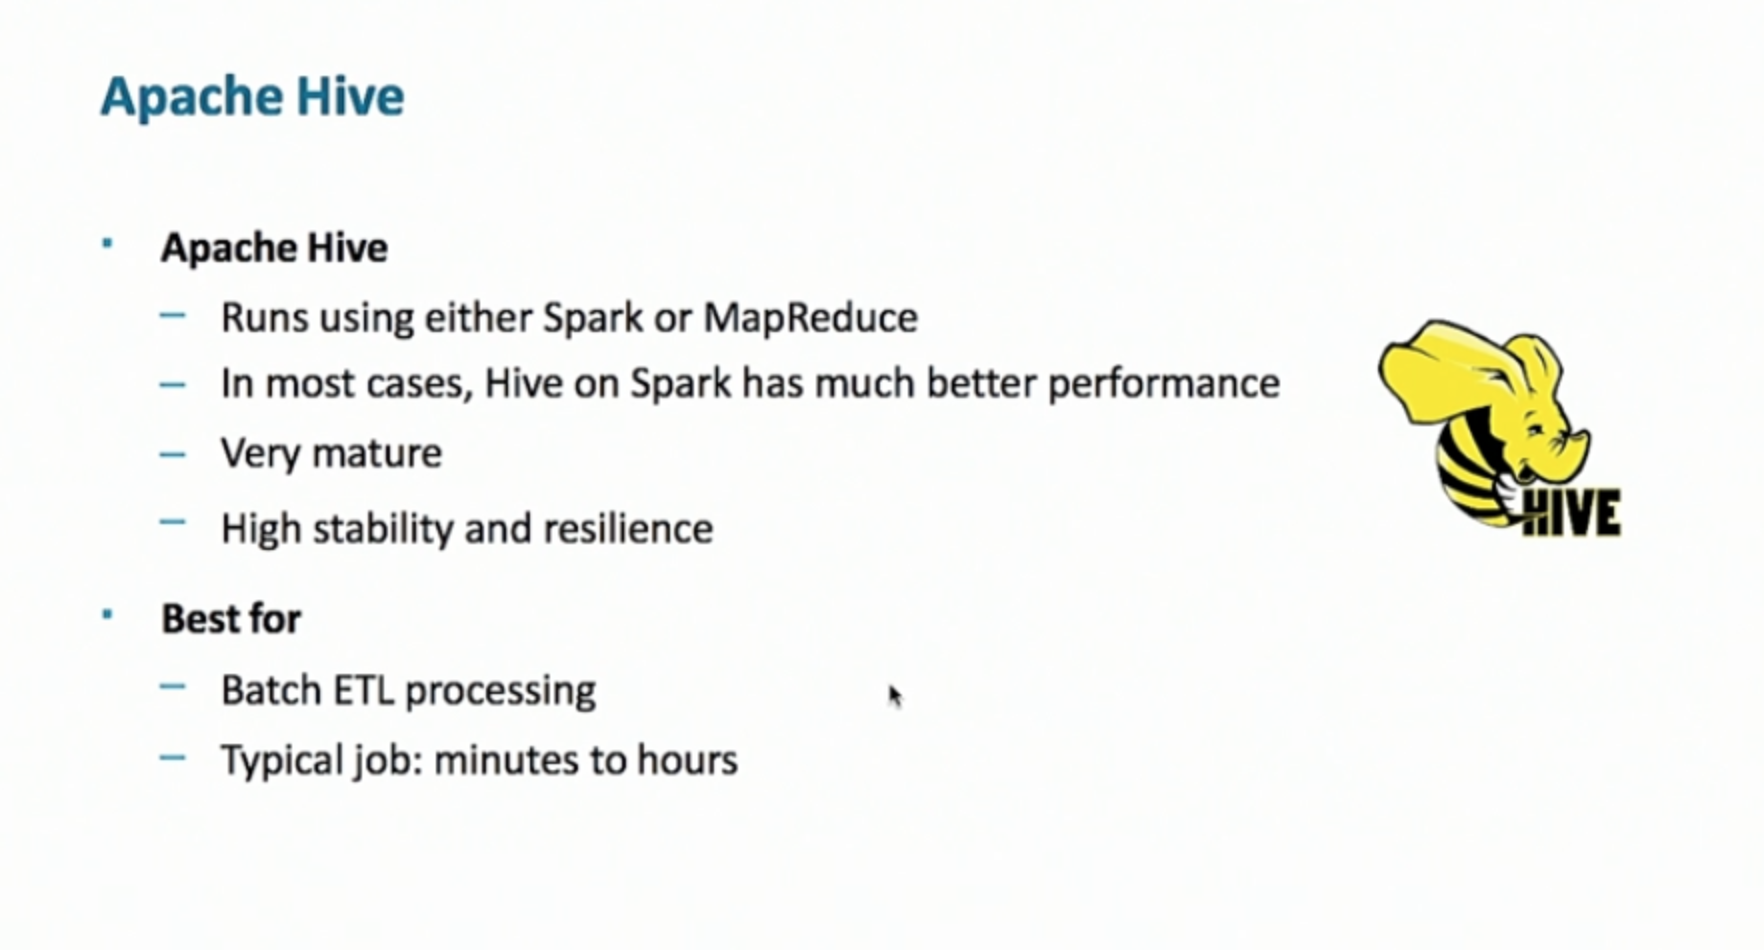 Apache Hive
Apache Hive
Runs using either Spark or MapReduce
In most cases, Hive on Spark has much better performance
Very mature
High stability and resilience
HIVE
Best for
Batch ETL processing
Typical job: minutes to hours